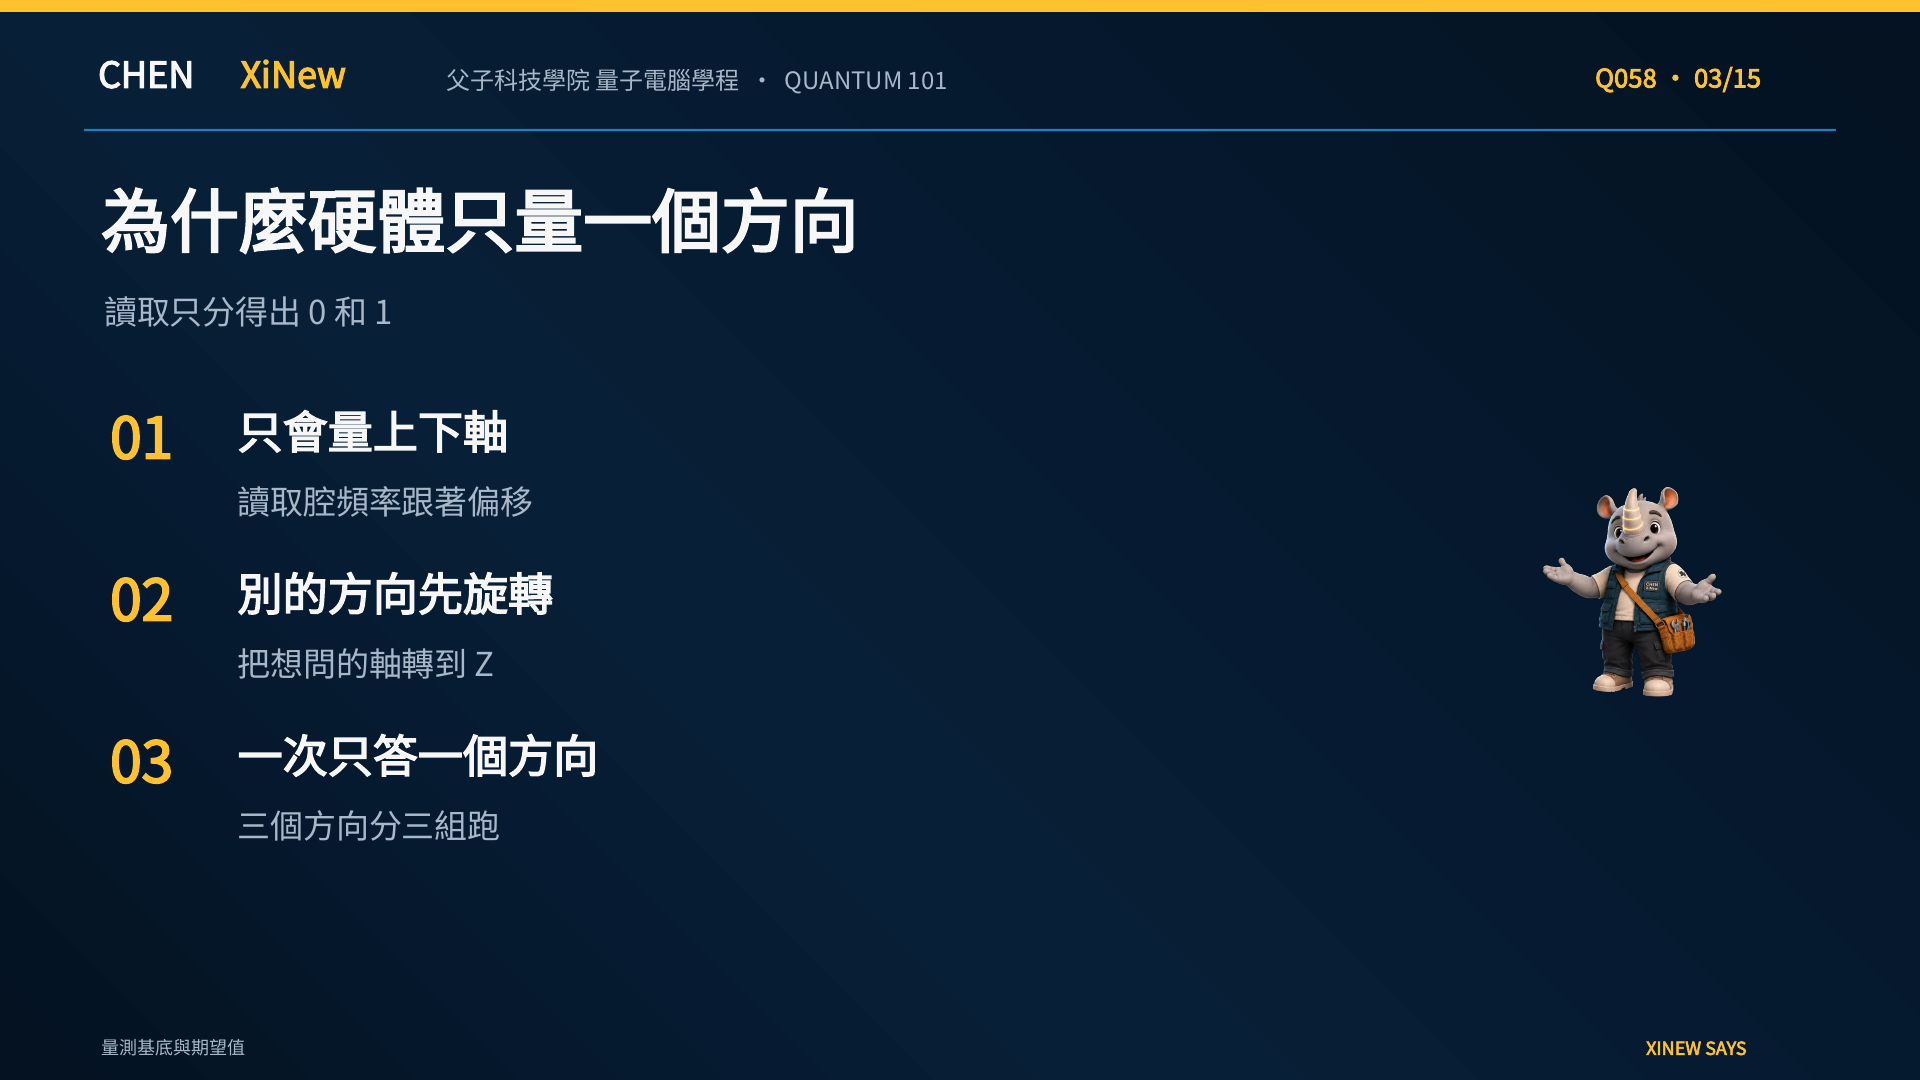 CHEN XiNew 父子科技學院 量子電腦學程 · QUANTUM 101 Q058 · 03/15
為什麼硬體只量一個方向
讀取只分得出 0 和 1
01 只會量上下軸
讀取腔頻率跟著偏移
02 別的方向先旋轉
把想問的軸轉到 Z
03 一次只答一個方向
三個方向分三組跑
量測基底與期望值 XINEW SAYS